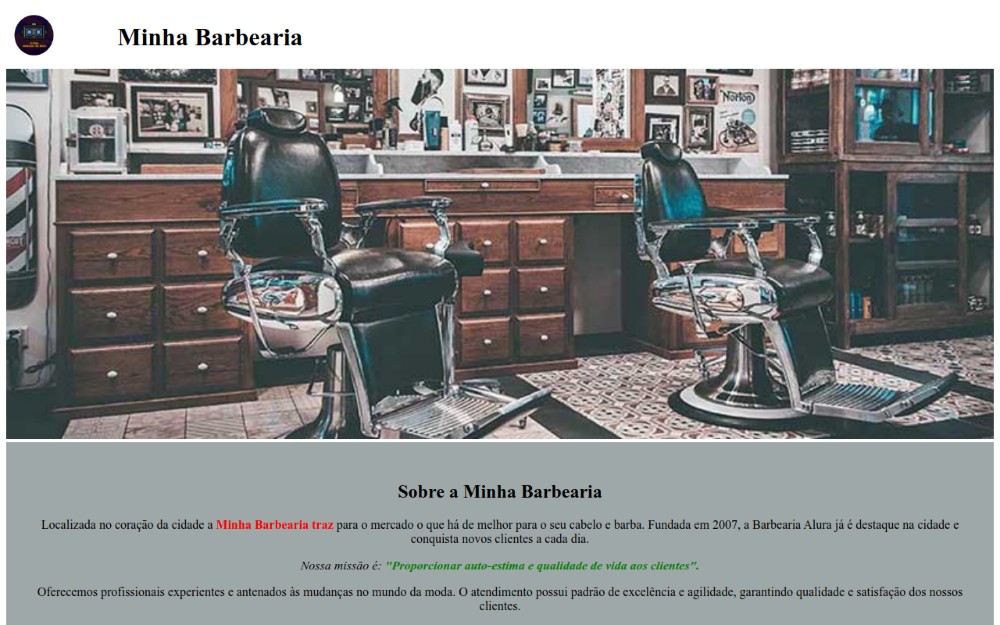 Minha Barbearia
Norton
Sobre a Minha Barbearia
Localizada no coração da cidade a Minha Barbearia traz para o mercado o que há de melhor para o seu cabelo e barba. Fundada em 2007, a Barbearia Alura já é destaque na cidade e
conquista novos clientes a cada dia.
Nossa missão é: "Proporcionar auto-estima e qualidade de vida aos clientes".
Oferecemos profissionais experientes e antenados às mudanças no mundo da moda. O atendimento possui padrão de excelência e agilidade, garantindo qualidade e satisfação dos nossos
clientes.